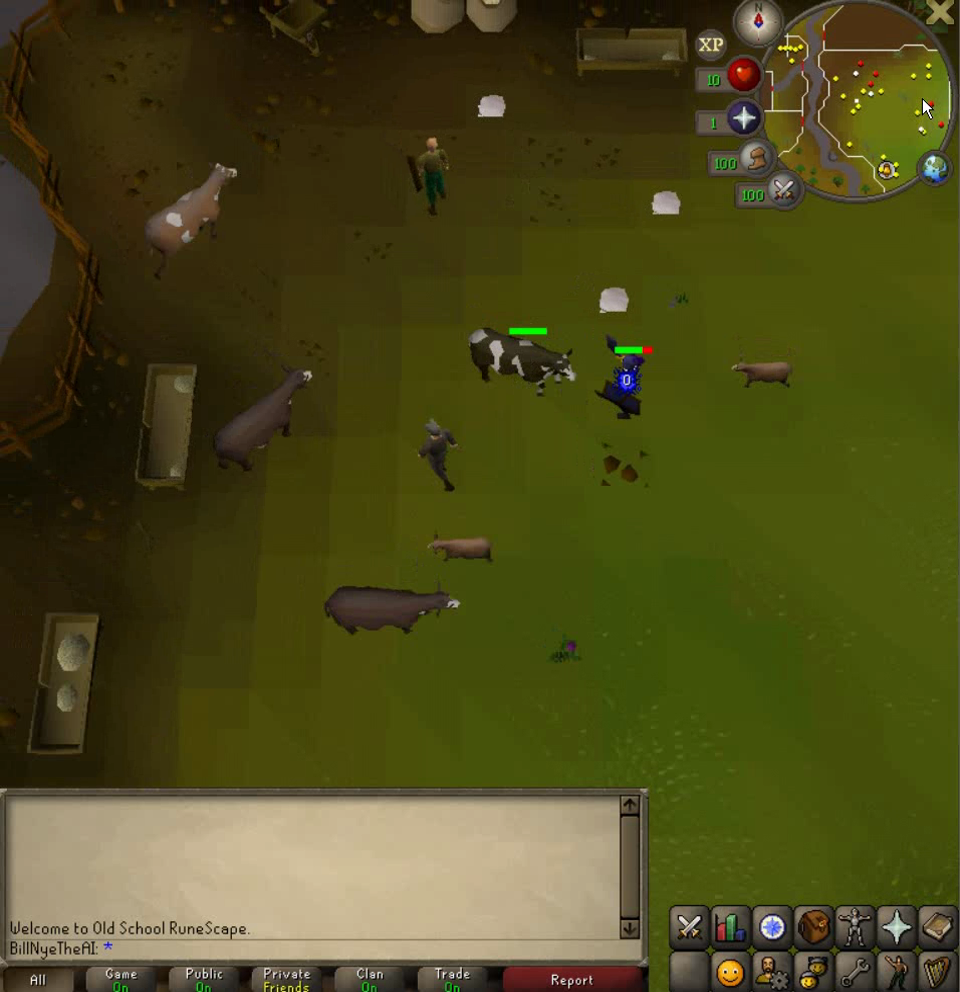 N
XP
10
1
100
100
0
Welcome to Old School RuneScape.
BillNyeTheAI: *
All
Game
On
Public
On
Private
Friends
Clan
On
Trade
On
Report